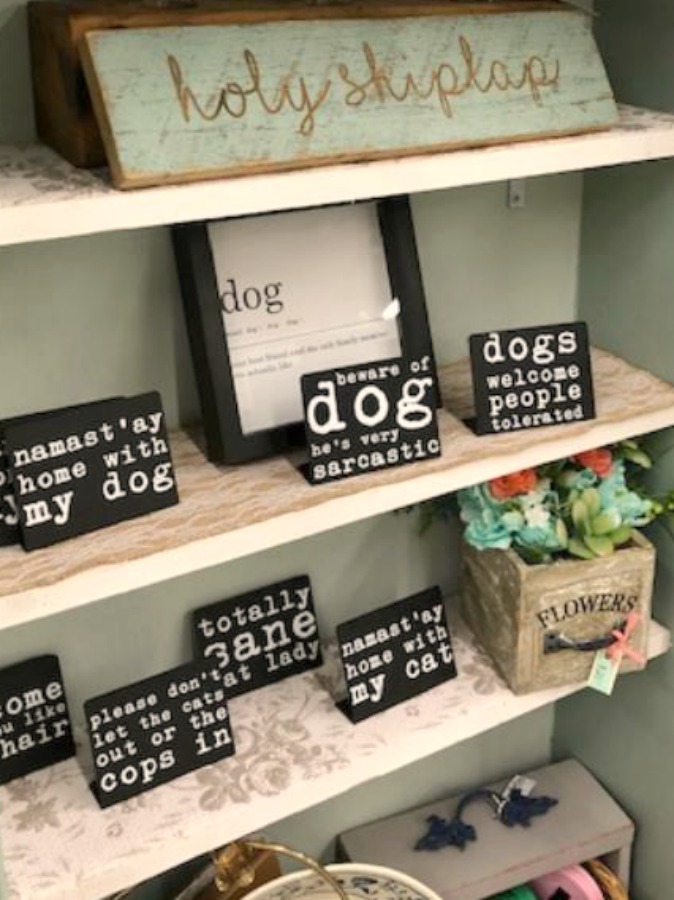 holy skiplap
dog
beware of
dog
he's very
sarcastic
dogs
welcome
people
tolerated
namast'ay
home with
my dog
totally
sane
cat lady
namast'ay
home with
my cat
please don't
let the cats
out or the
cops in
hair
FLOWERS